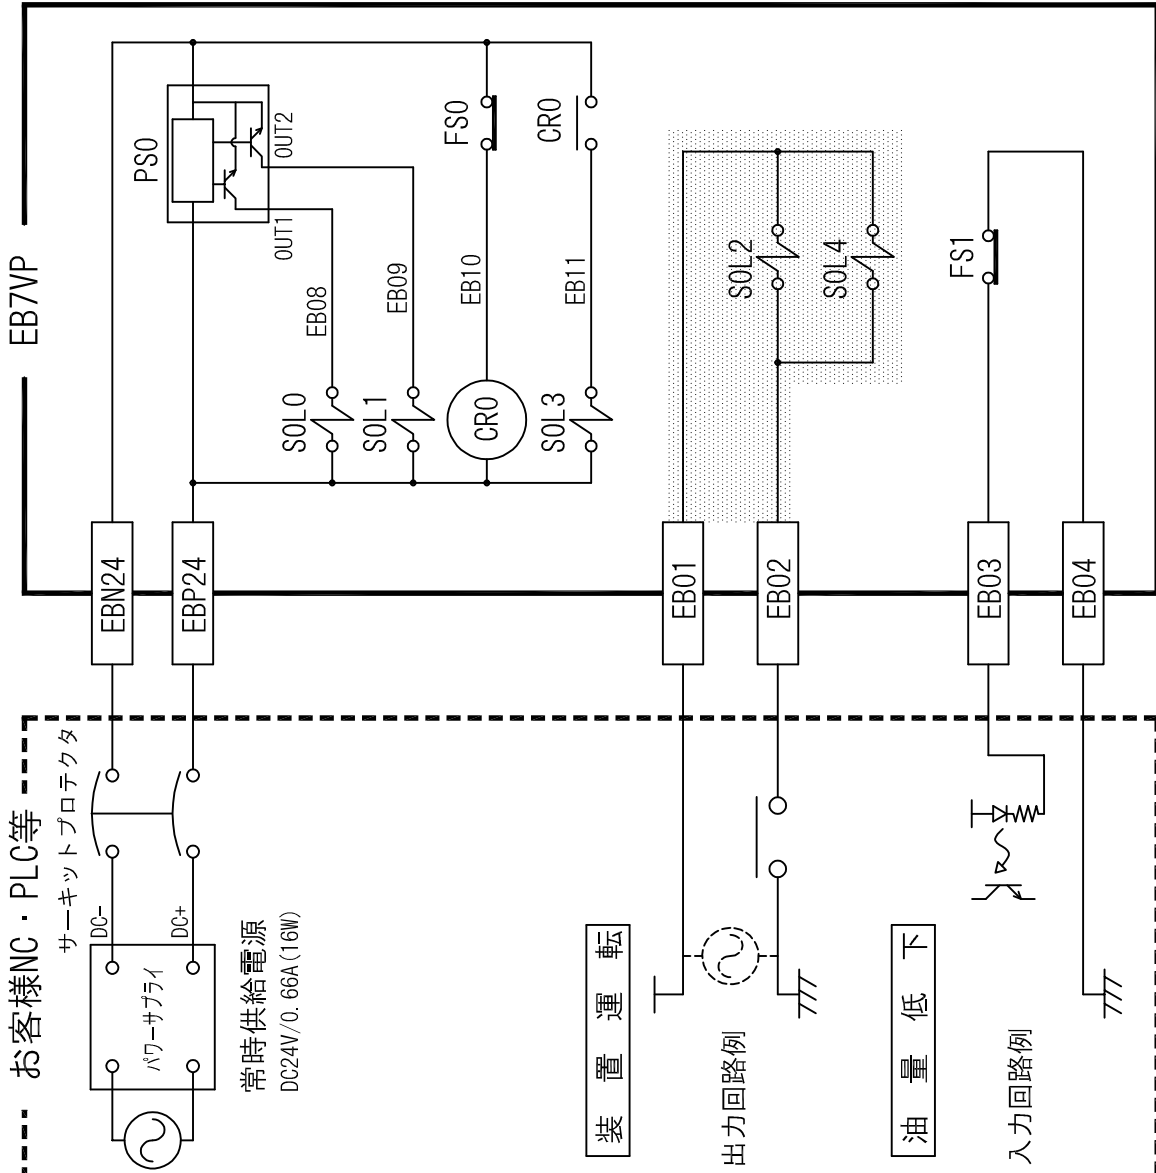 お客様NC・PLC等
EB7VP
サーキットプロテクタ
パワーサプライ
DC-
DC+
常時供給電源
DC24V/0.66A(16W)
EBN24
EBP24
PS0
OUT1
OUT2
SOL0
EB08
SOL1
EB09
CR0
EB10
FS0
SOL3
EB11
CR0
装置運転
出力回路例
EB01
EB02
SOL2
SOL4
油量低下
入力回路例
EB03
EB04
FS1